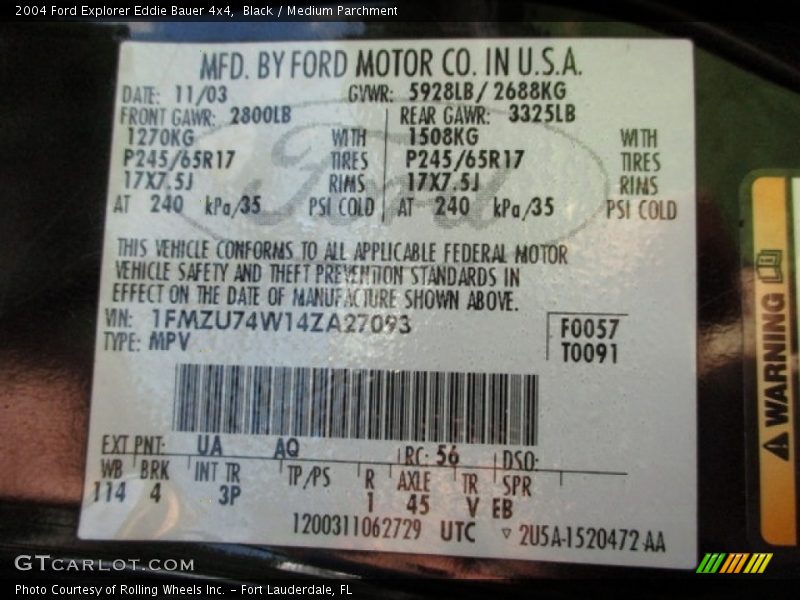 2004 Ford Explorer Eddie Bauer 4x4,  Black / Medium Parchment
MFD. BY FORD MOTOR CO. IN U.S.A.
DATE: 11/03 GVWR: 5928LB/ 2688KG
FRONT GAWR: 2800LB REAR GAWR: 3325LB
1270KG WITH 1508KG WITH
P245/65R17 TIRES P245/65R17 TIRES
17X7.5J RIMS 17X7.5J RIMS
AT 240 kPa/35 PSI COLD AT 240 kPa/35 PSI COLD
Ford
THIS VEHICLE CONFORMS TO ALL APPLICABLE FEDERAL MOTOR
VEHICLE SAFETY AND THEFT PREVENTION STANDARDS IN
EFFECT ON THE DATE OF MANUFACTURE SHOWN ABOVE.
VIN: 1FMZU74W14ZA27093 F0057
TYPE: MPV T0091
EXT PNT: UA AQ RC: 56 DSO:
WB BRK INT TR TP/PS R AXLE TR SPR
114 4 3P 1 45 V EB
1200311062729 UTC 2U5A-1520472 AA
WARNING
GTCARLOT.COM
Photo Courtesy of Rolling Wheels Inc. - Fort Lauderdale, FL